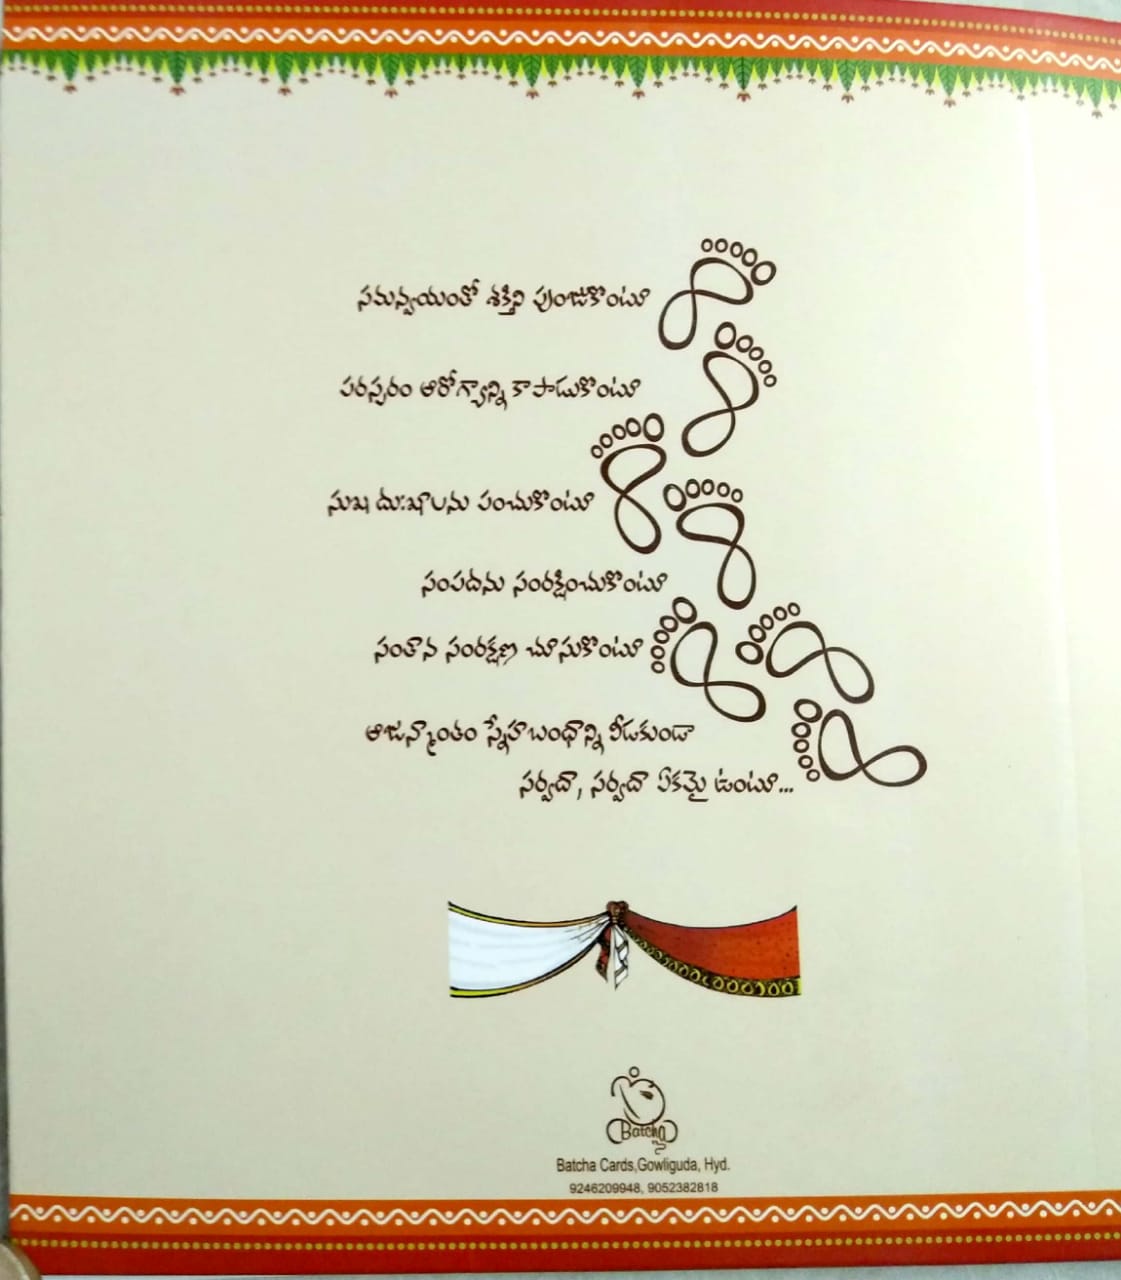 సమన్వయంతో శక్తిని పుంజుకొంటూ
పరస్పరం ఆరోగ్యాన్ని కాపాడుకొంటూ
సుఖ దుఃఖాలను పంచుకొంటూ
సంపదను సంరక్షించుకొంటూ
సంతాన సంరక్షణ చూసుకొంటూ
ఆజన్మాంతం స్నేహబంధాన్ని వీడకుండా
సర్వదా, సర్వదా ఏకమై ఉంటూ...
Batcha
Batcha Cards,Gowliguda, Hyd.
9246209948, 9052382818